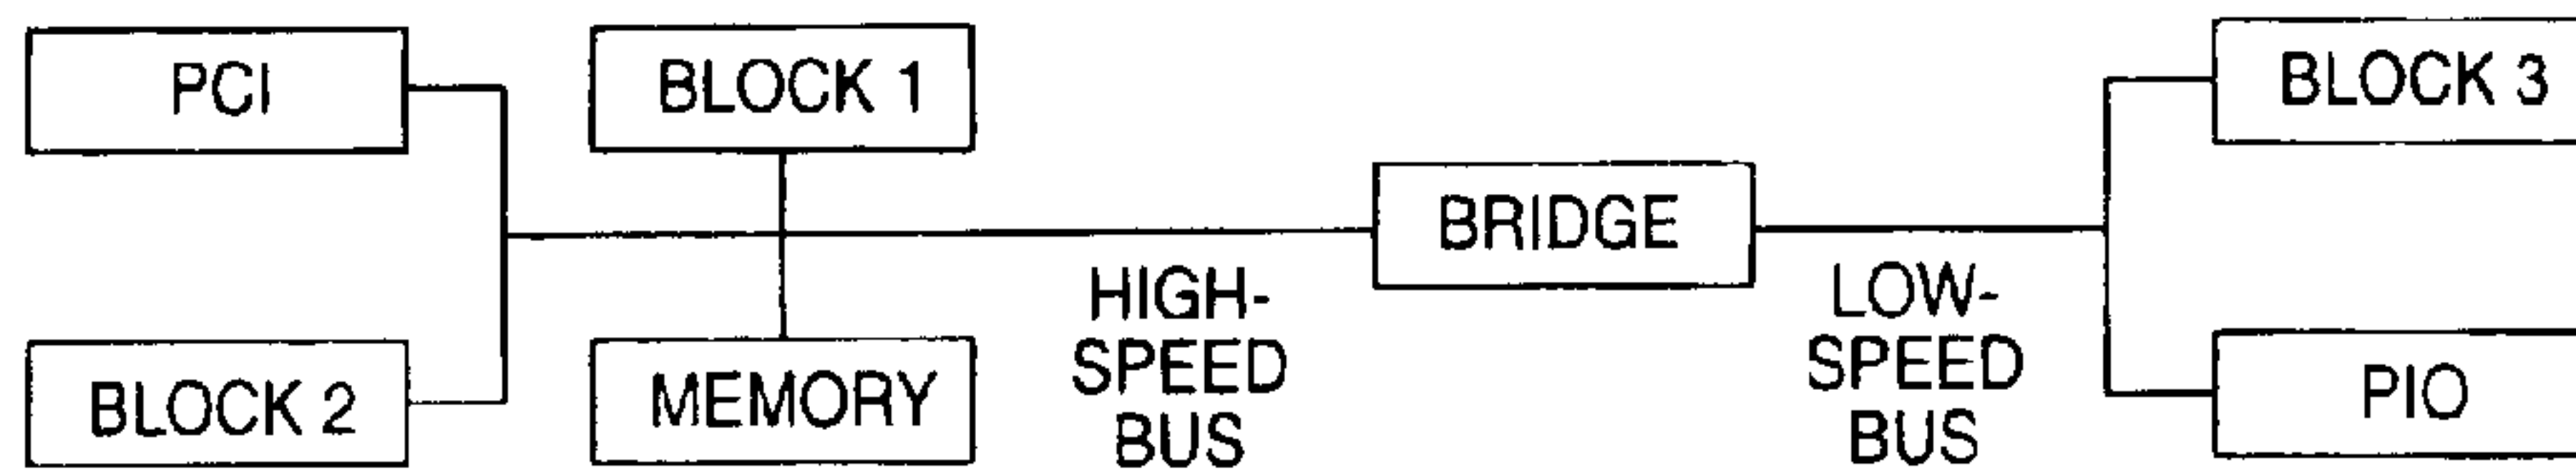 PCI
BLOCK 1
BLOCK 3
BRIDGE
BLOCK 2
MEMORY
HIGH-
SPEED
BUS
LOW-
SPEED
BUS
PIO